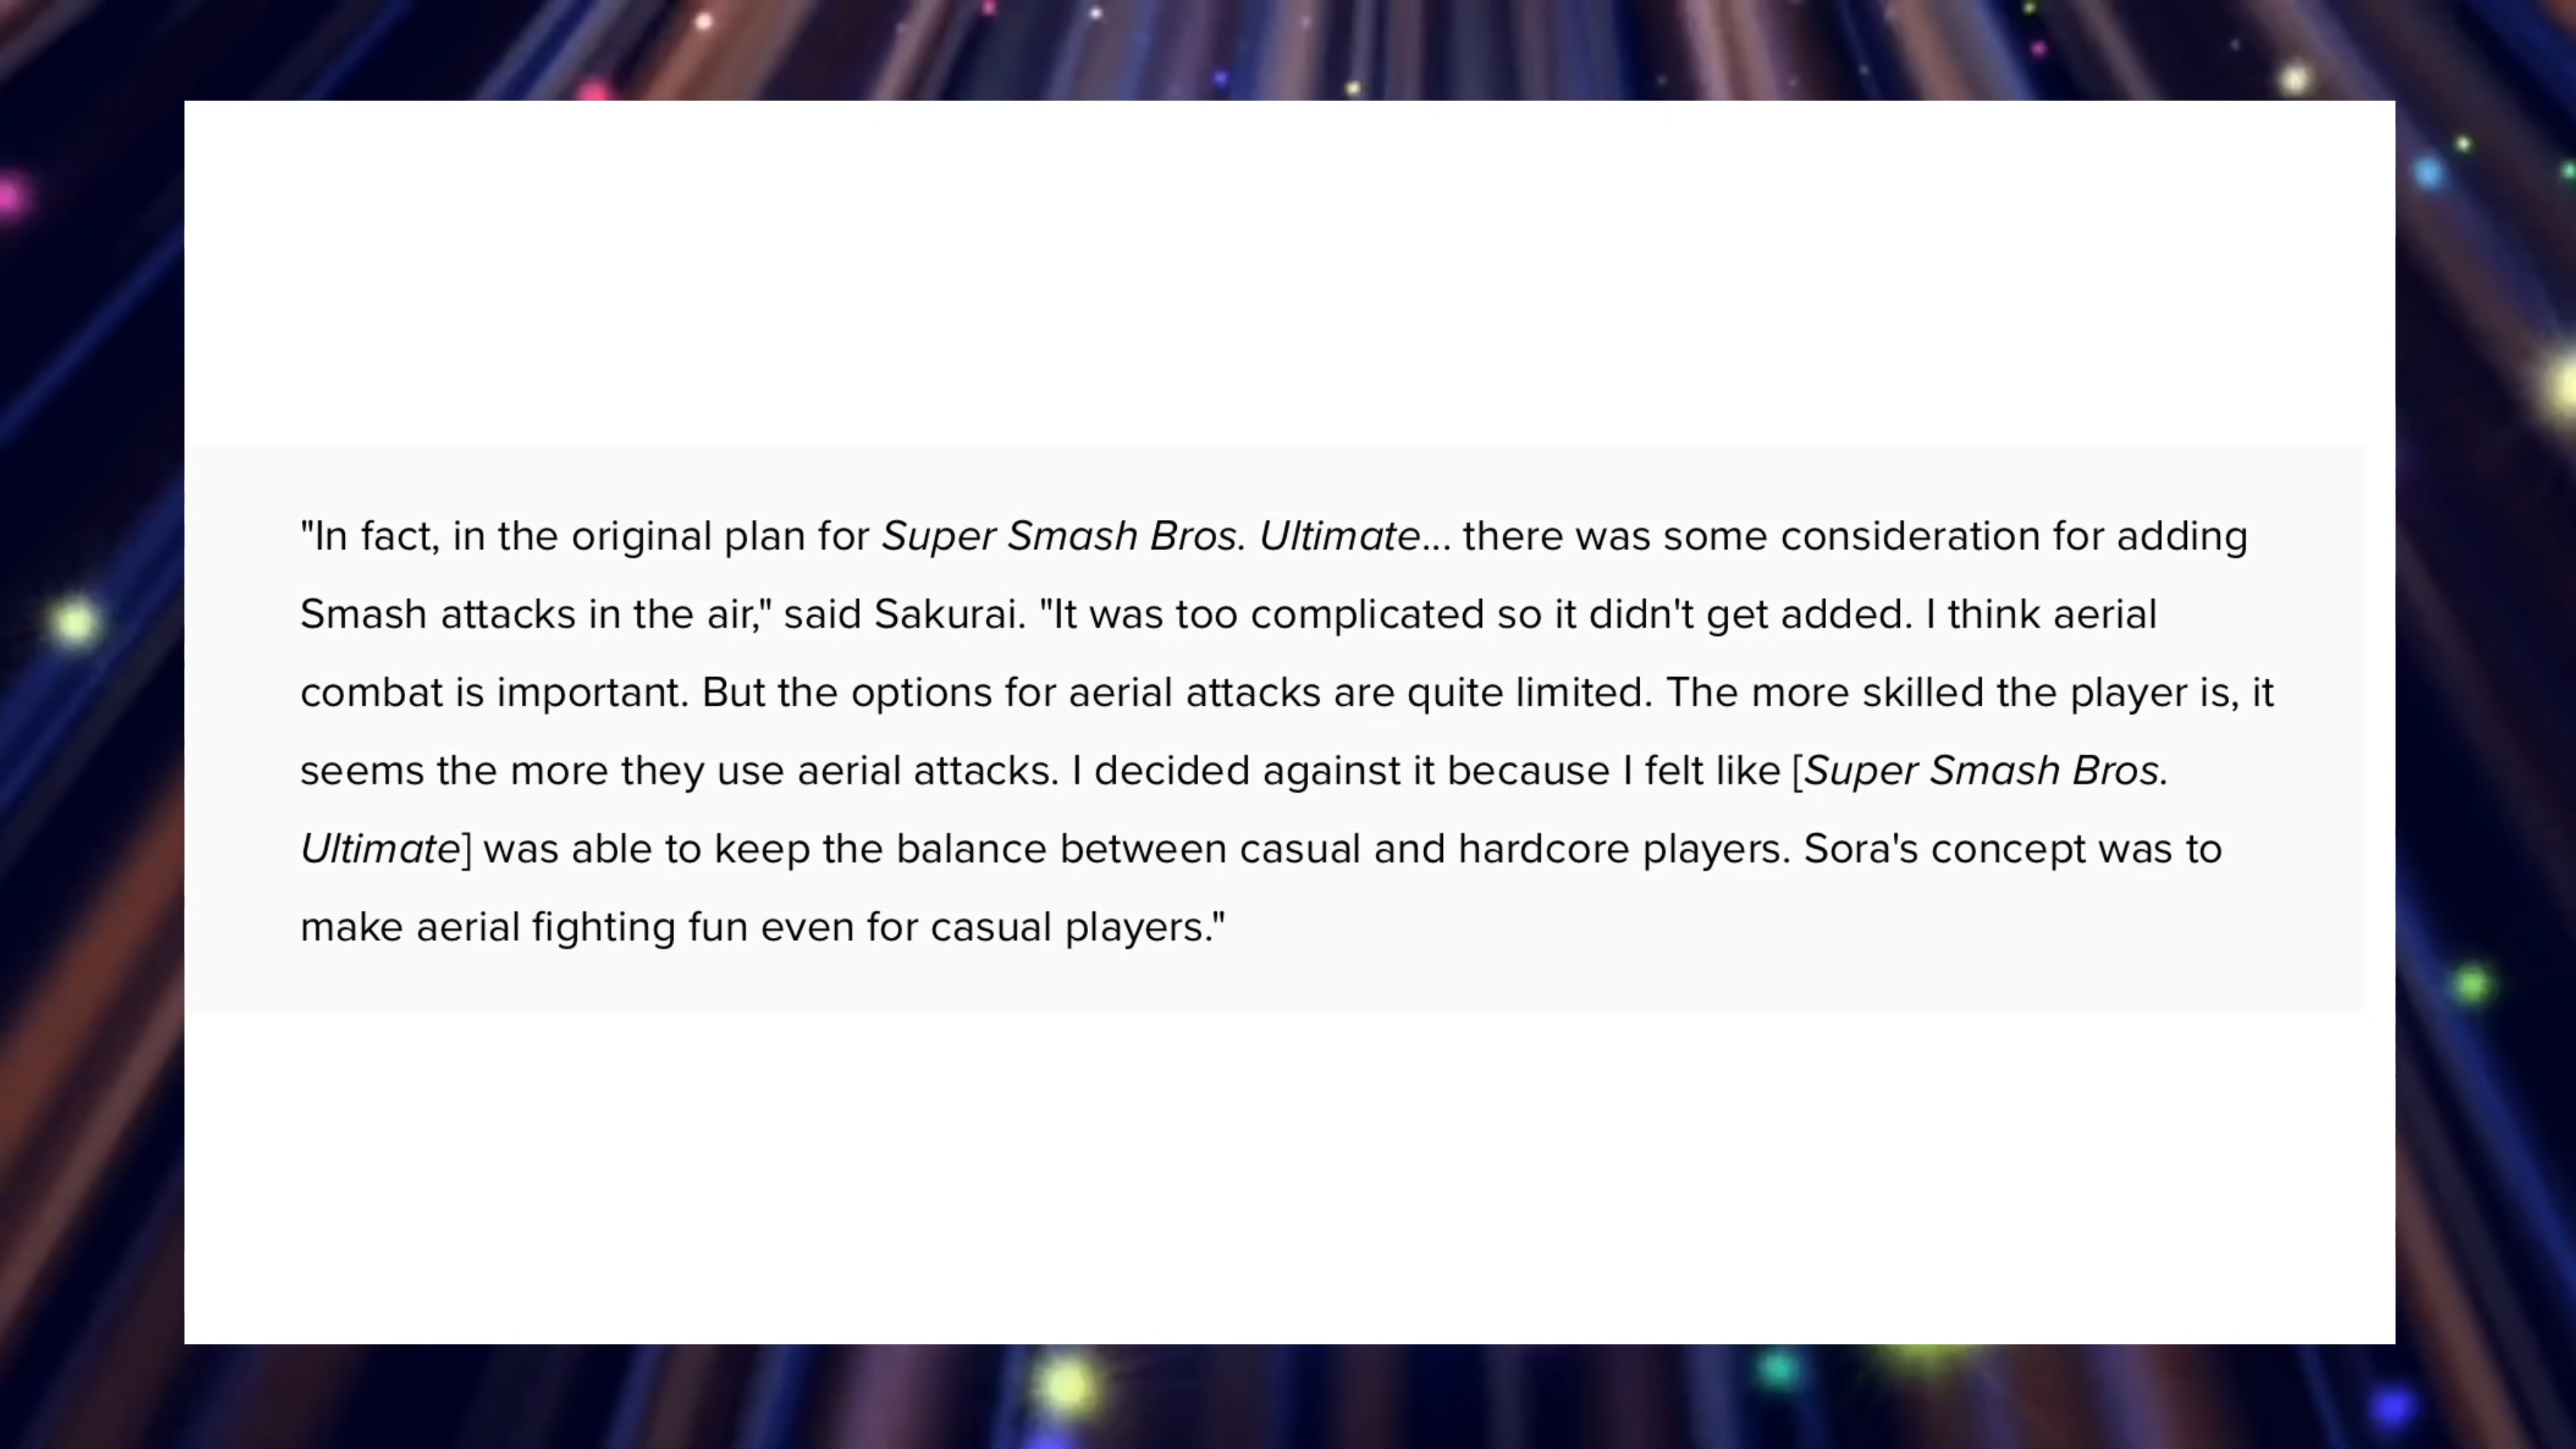 "In fact, in the original plan for Super Smash Bros. Ultimate... there was some consideration for adding
Smash attacks in the air," said Sakurai. "It was too complicated so it didn't get added. I think aerial
combat is important. But the options for aerial attacks are quite limited. The more skilled the player is, it
seems the more they use aerial attacks. I decided against it because I felt like [Super Smash Bros.
Ultimate] was able to keep the balance between casual and hardcore players. Sora's concept was to
make aerial fighting fun even for casual players."